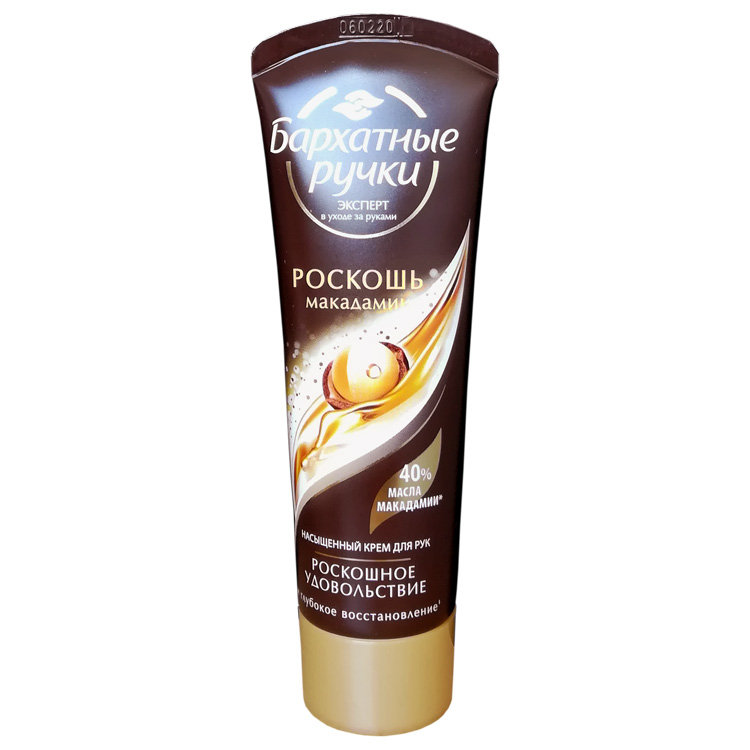 060220
Бархатные
ручки
ЭКСПЕРТ
в уходе за руками
РОСКОШЬ
макадамии
40%
МАСЛА
МАКАДАМИИ*
НАСЫЩЕННЫЙ КРЕМ ДЛЯ РУК
РОСКОШНОЕ
УДОВОЛЬСТВИЕ
глубокое восстановление¹